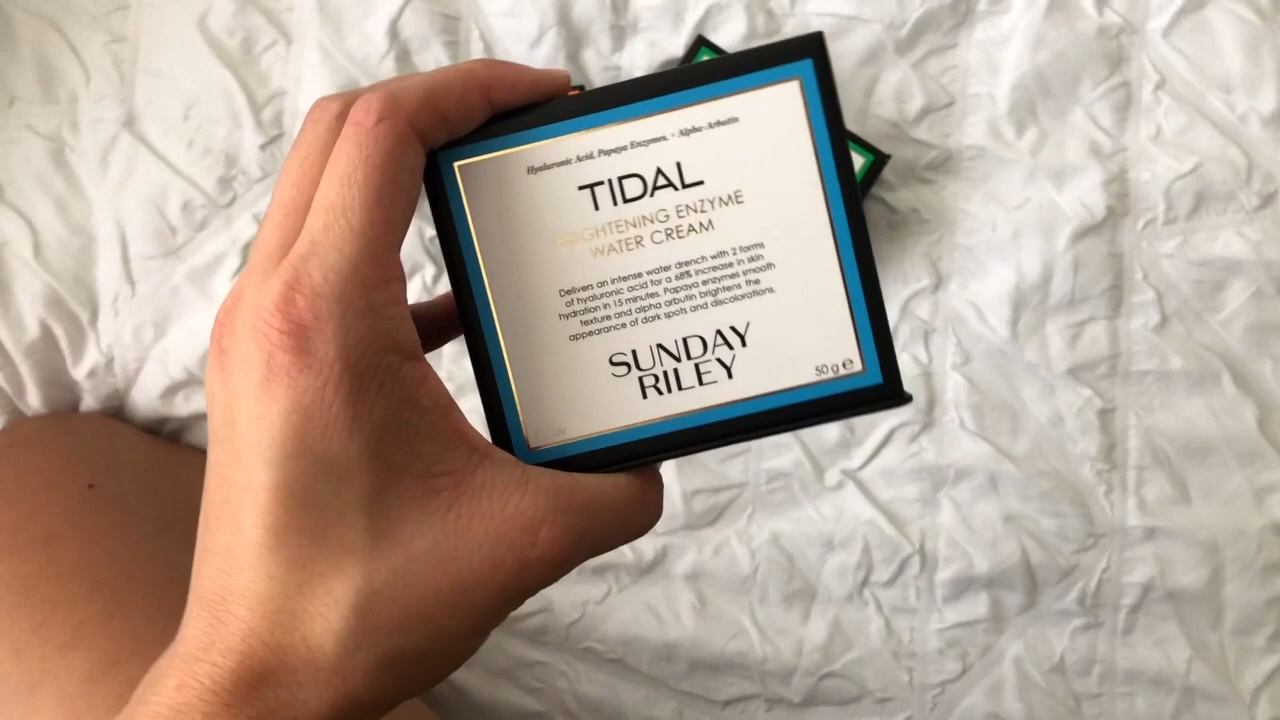 Hyaluronic Acid, Papaya Enzymes, + Alpha-Arbutin
TIDAL
BRIGHTENING ENZYME
WATER CREAM
Delivers an intense water drench with 2 forms
of hyaluronic acid for a 68% increase in skin
hydration in 15 minutes. Papaya enzymes smooth
texture and alpha arbutin brightens the
appearance of dark spots and discolorations.
SUNDAY
RILEY
50 g ℮